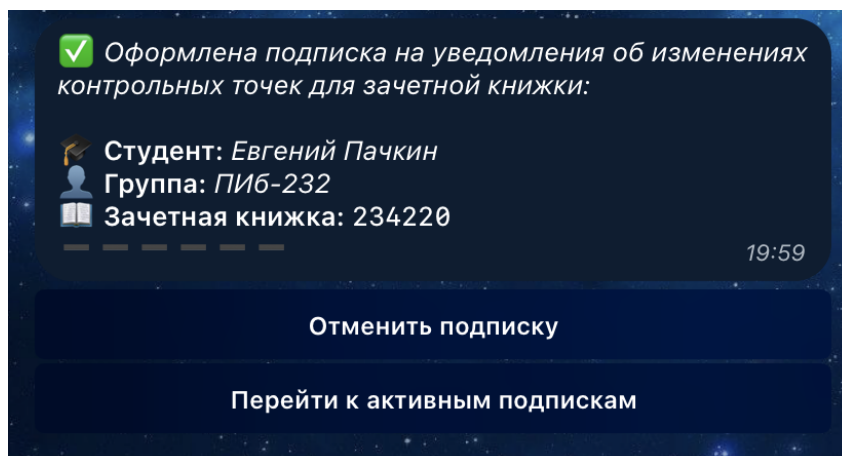 ✅ Оформлена подписка на уведомления об изменениях
контрольных точек для зачетной книжки:
🎓 Студент: Евгений Пачкин
👤 Группа: ПИб-232
📖 Зачетная книжка: 234220
➖➖➖➖➖➖
19:59
Отменить подписку
Перейти к активным подпискам